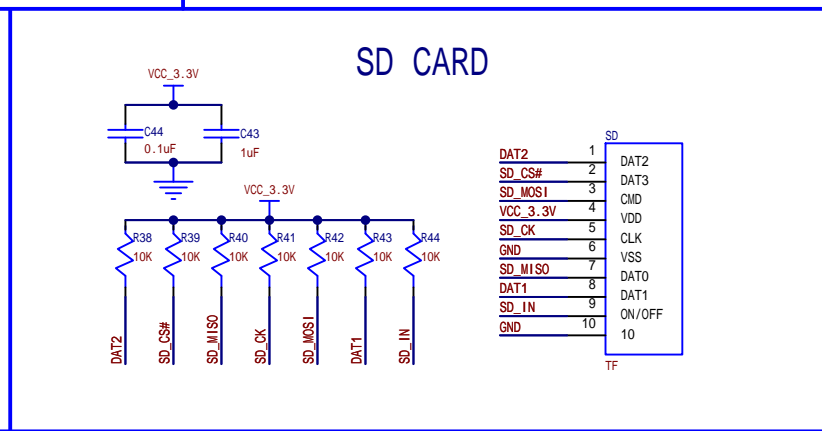 SD CARD
VCC_3.3V
C44
0.1uF
C43
1uF
VCC_3.3V
R38
10K
R39
10K
R40
10K
R41
10K
R42
10K
R43
10K
R44
10K
DAT2
SD_CS#
SD_MISO
SD_CK
SD_MOSI
DAT1
SD_IN
SD
DAT2 1 DAT2
SD_CS# 2 DAT3
SD_MOSI 3 CMD
VCC_3.3V 4 VDD
SD_CK 5 CLK
GND 6 VSS
SD_MISO 7 DAT0
DAT1 8 DAT1
SD_IN 9 ON/OFF
GND 10 10
TF